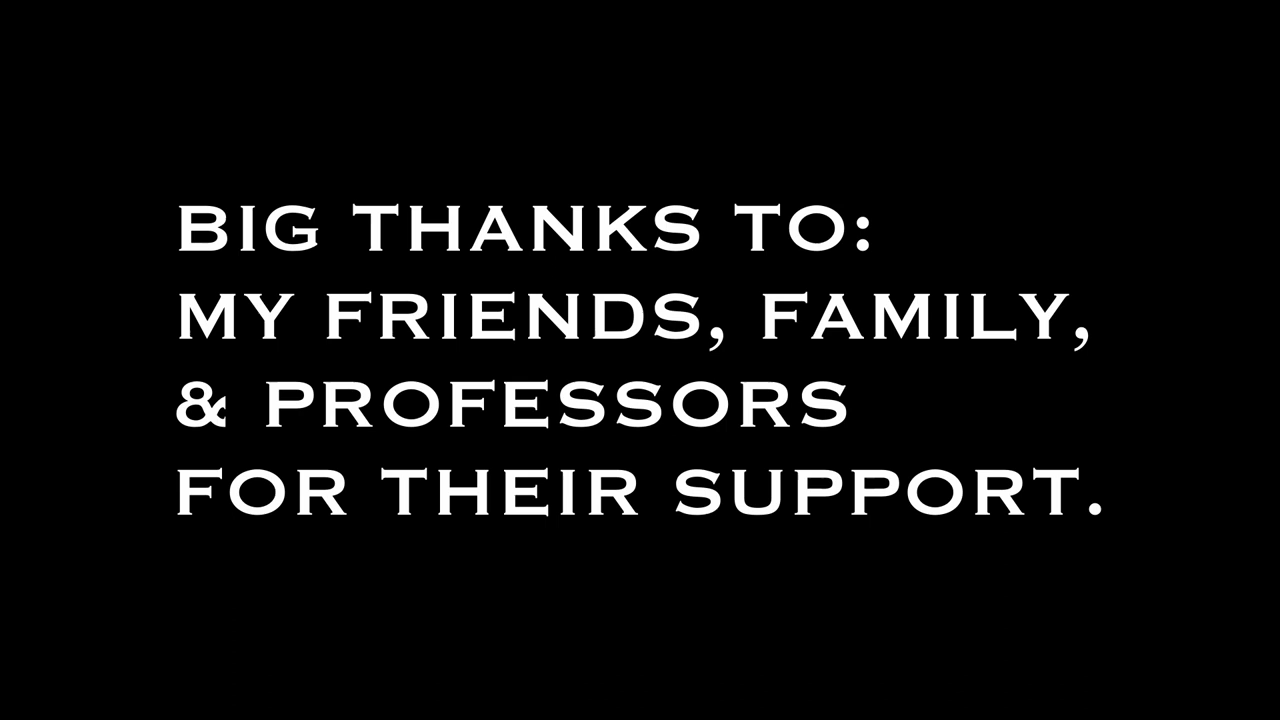 BIG THANKS TO:
MY FRIENDS, FAMILY,
& PROFESSORS
FOR THEIR SUPPORT.